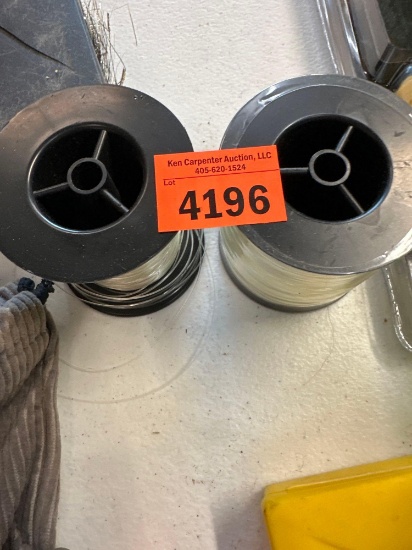 Ken Carpenter Auction, LLC
405-620-1524
Lot
4196